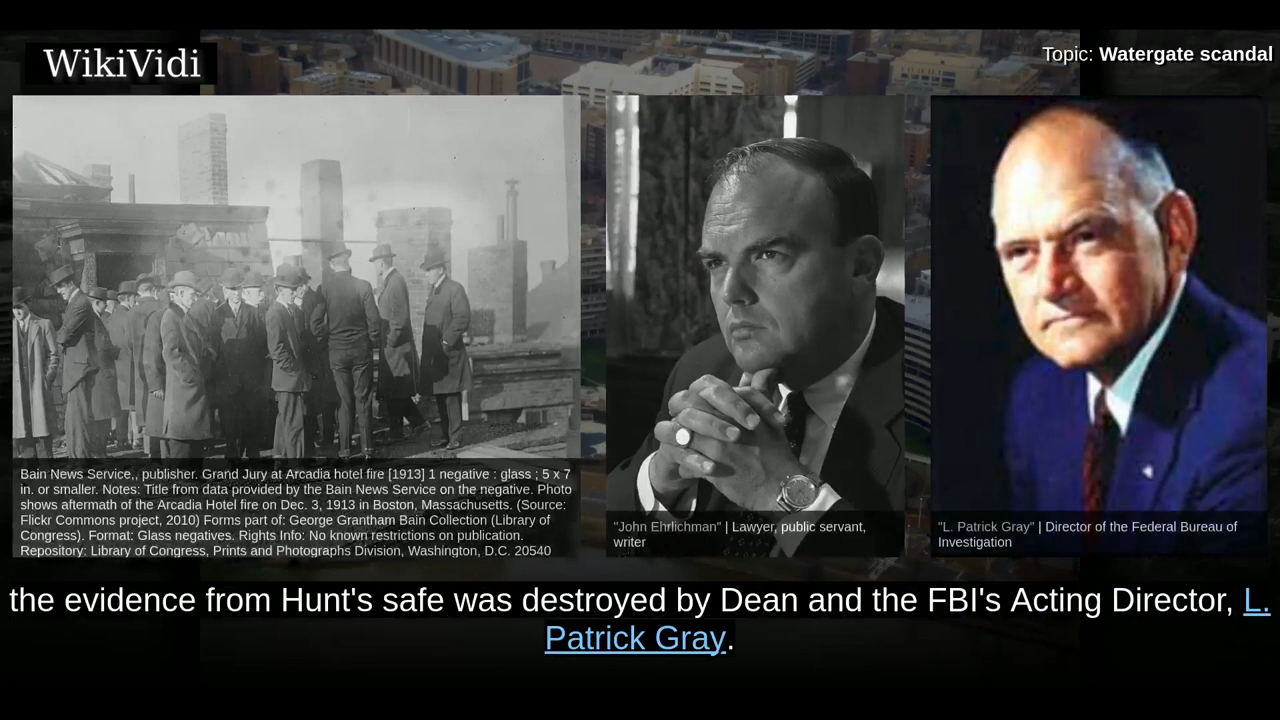 WikiVidi
Topic: Watergate scandal
Bain News Service,, publisher. Grand Jury at Arcadia hotel fire [1913] 1 negative : glass ; 5 x 7
in. or smaller. Notes: Title from data provided by the Bain News Service on the negative. Photo
shows aftermath of the Arcadia Hotel fire on Dec. 3, 1913 in Boston, Massachusetts. (Source:
Flickr Commons project, 2010) Forms part of: George Grantham Bain Collection (Library of
Congress). Format: Glass negatives. Rights Info: No known restrictions on publication.
Repository: Library of Congress, Prints and Photographs Division, Washington, D.C. 20540
"John Ehrlichman" | Lawyer, public servant,
writer
"L. Patrick Gray" | Director of the Federal Bureau of
Investigation
the evidence from Hunt's safe was destroyed by Dean and the FBI's Acting Director, L.
Patrick Gray.